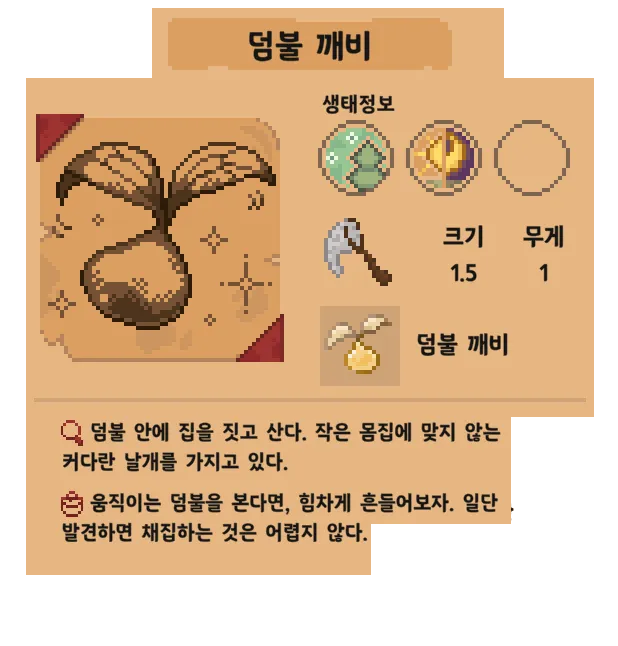 덤불 깨비
생태정보
크기 무게
1.5 1
덤불 깨비
덤불 안에 집을 짓고 산다. 작은 몸집에 맞지 않는
커다란 날개를 가지고 있다.
움직이는 덤불을 본다면, 힘차게 흔들어보자. 일단 .
발견하면 채집하는 것은 어렵지 않다.